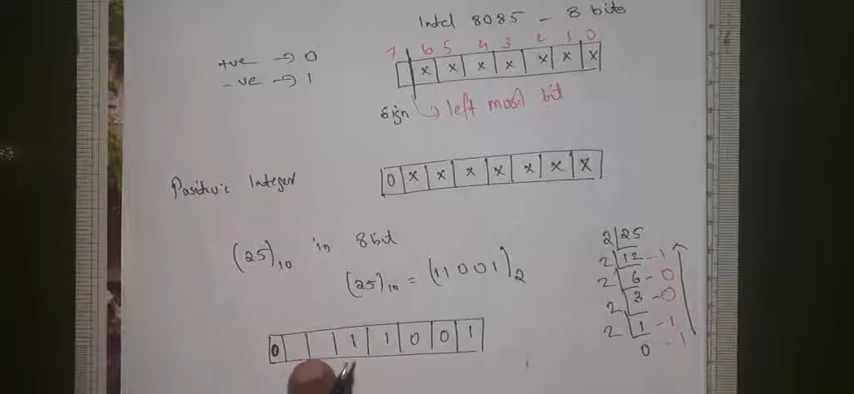 Intel 8085 - 8 bits
+ve → 0
-ve → 1
7 6 5 4 3 2 1 0
x x x x x x x
sign → left most bit
Positive Integer
0 x x x x x x x
(25)10 in 8bit
(25)10 = (11001)2
0 1 1 0 0 1
2 25
2 12 - 1
2 6 - 0
2 3 - 0
2 1 - 1
0 - 1